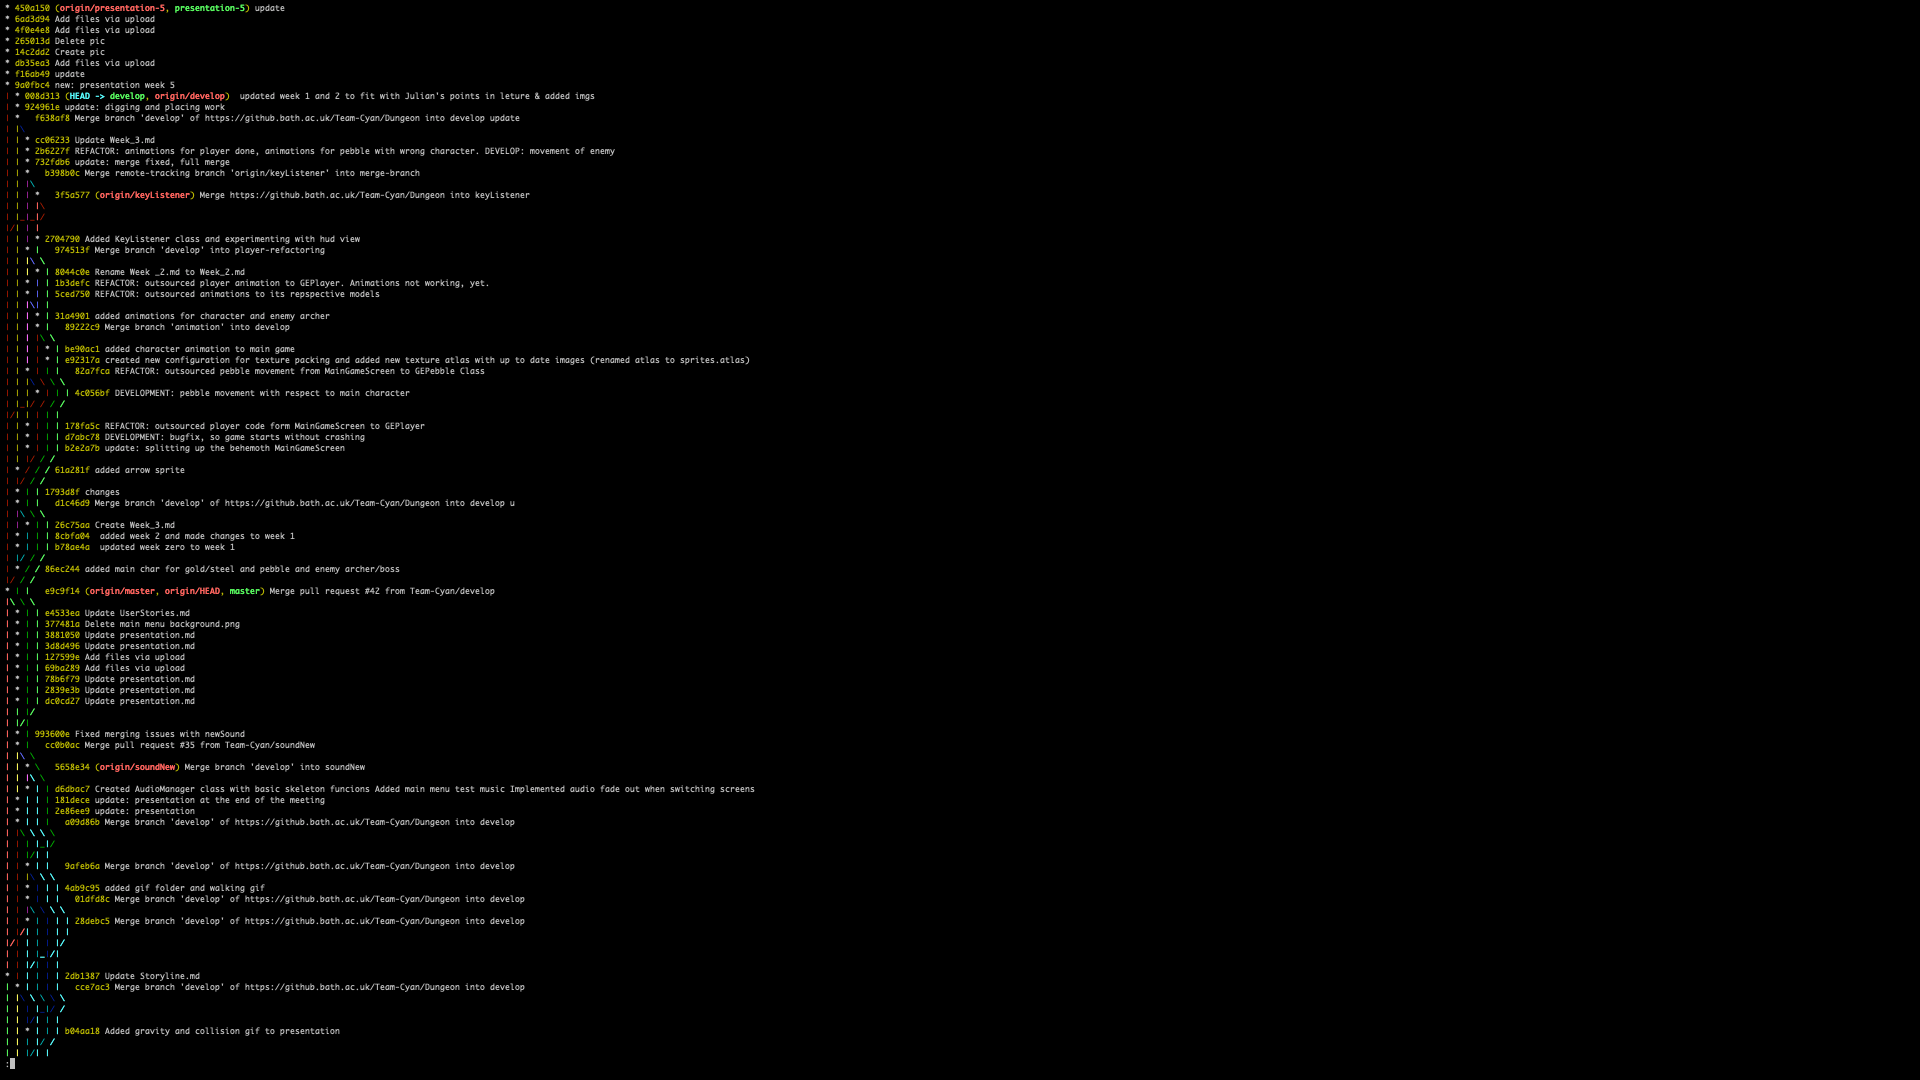 * 450a150 (origin/presentation-5, presentation-5) update
* 6ad3d94 Add files via upload
* 4f0e4e8 Add files via upload
* 265013d Delete pic
* 14c2dd2 Create pic
* db35ea3 Add files via upload
* f16ab49 update
* 9a0fbc4 new: presentation week 5
| * 008d313 (HEAD -> develop, origin/develop)  updated week 1 and 2 to fit with Julian's points in leture & added imgs
| * 924961e update: digging and placing work
| *   f638af8 Merge branch 'develop' of https://github.bath.ac.uk/Team-Cyan/Dungeon into develop update
| |\
| | * cc06233 Update Week_3.md
| | * 2b6227f REFACTOR: animations for player done, animations for pebble with wrong character. DEVELOP: movement of enemy
| | * 732fdb6 update: merge fixed, full merge
| | *   b398b0c Merge remote-tracking branch 'origin/keyListener' into merge-branch
| | |\
| | | *   3f5a577 (origin/keyListener) Merge https://github.bath.ac.uk/Team-Cyan/Dungeon into keyListener
| | | |\
| |_|_|/
|/| | |
| | | * 2704790 Added KeyListener class and experimenting with hud view
| | * |   974513f Merge branch 'develop' into player-refactoring
| | |\ \
| | | * | 8044c0e Rename Week _2.md to Week_2.md
| | * | | 1b3defc REFACTOR: outsourced player animation to GEPlayer. Animations not working, yet.
| | * | | 5ced750 REFACTOR: outsourced animations to its repspective models
| | |\| |
| | | * | 31a4901 added animations for character and enemy archer
| | | * |   89222c9 Merge branch 'animation' into develop
| | | |\ \
| | | | * | be90ac1 added character animation to main game
| | | | * | e92317a created new configuration for texture packing and added new texture atlas with up to date images (renamed atlas to sprites.atlas)
| | * | | |   82a7fca REFACTOR: outsourced pebble movement from MainGameScreen to GEPebble Class
| | |\ \ \ \
| | | * | | | 4c056bf DEVELOPMENT: pebble movement with respect to main character
| |_|/ / / /
|/| | | | |
| | * | | | 178fa5c REFACTOR: outsourced player code form MainGameScreen to GEPlayer
| | * | | | d7abc78 DEVELOPMENT: bugfix, so game starts without crashing
| | * | | | b2e2a7b update: splitting up the behemoth MainGameScreen
| | |/ / /
| * / / / 61a281f added arrow sprite
| |/ / /
| * | | 1793d8f changes
| * | |   d1c46d9 Merge branch 'develop' of https://github.bath.ac.uk/Team-Cyan/Dungeon into develop u
| |\ \ \
| | * | | 26c75aa Create Week_3.md
| | * | | 8cbfa04  added week 2 and made changes to week 1
| | * | | b78ae4a  updated week zero to week 1
| |/ / /
| * / / 86ec244 added main char for gold/steel and pebble and enemy archer/boss
|/ / /
* | |   e9c9f14 (origin/master, origin/HEAD, master) Merge pull request #42 from Team-Cyan/develop
|\ \ \
| * | | e4533ea Update UserStories.md
| * | | 377481a Delete main menu background.png
| * | | 3881050 Update presentation.md
| * | | 3d8d496 Update presentation.md
| * | | 127599e Add files via upload
| * | | 69ba289 Add files via upload
| * | | 78b6f79 Update presentation.md
| * | | 2839e3b Update presentation.md
| * | | dc0cd27 Update presentation.md
| | |/
| |/|
| * | 993600e Fixed merging issues with newSound
| * |   cc0b0ac Merge pull request #35 from Team-Cyan/soundNew
| |\ \
| | * \   5658e34 (origin/soundNew) Merge branch 'develop' into soundNew
| | |\ \
| | * | | d6dbac7 Created AudioManager class with basic skeleton funcions Added main menu test music Implemented audio fade out when switching screens
| * | | | 181dece update: presentation at the end of the meeting
| * | | | 2e86ee9 update: presentation
| * | | |   a09d86b Merge branch 'develop' of https://github.bath.ac.uk/Team-Cyan/Dungeon into develop
| |\ \ \ \
| | | |_|/
| | |/| |
| | * | |   9afeb6a Merge branch 'develop' of https://github.bath.ac.uk/Team-Cyan/Dungeon into develop
| | |\ \ \
| | * | | | 4ab9c95 added gif folder and walking gif
| | * | | |   01dfd8c Merge branch 'develop' of https://github.bath.ac.uk/Team-Cyan/Dungeon into develop
| | |\ \ \ \
| | * | | | | 28debc5 Merge branch 'develop' of https://github.bath.ac.uk/Team-Cyan/Dungeon into develop
| |/| | | | |
|/| | | | |/
| | | |_|/|
| | |/| | |
* | | | | | 2db1387 Update Storyline.md
| * | | | |   cce7ac3 Merge branch 'develop' of https://github.bath.ac.uk/Team-Cyan/Dungeon into develop
| |\ \ \ \ \
| | | |_|/ /
| | |/| | |
| | * | | | b04aa18 Added gravity and collision gif to presentation
| | | |/ /
| | |/| |
: